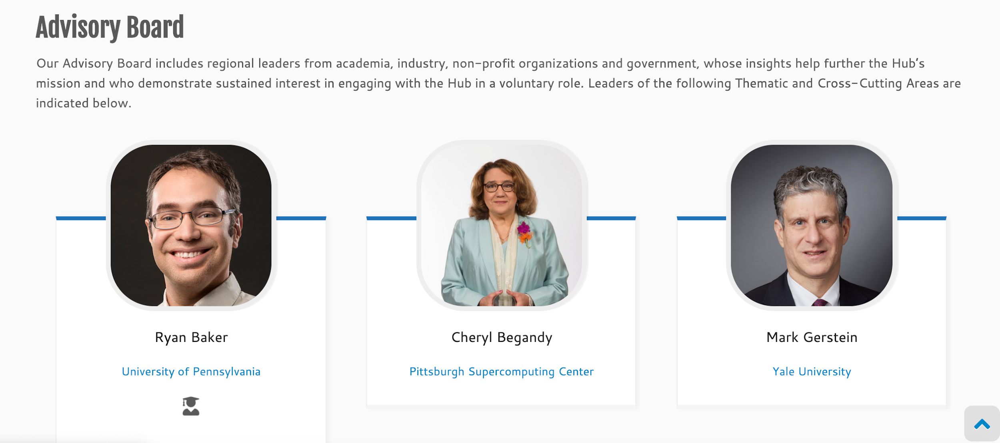 Advisory Board
Our Advisory Board includes regional leaders from academia, industry, non-profit organizations and government, whose insights help further the Hub’s
mission and who demonstrate sustained interest in engaging with the Hub in a voluntary role. Leaders of the following Thematic and Cross-Cutting Areas are
indicated below.
Ryan Baker
University of Pennsylvania
Cheryl Begandy
Pittsburgh Supercomputing Center
Mark Gerstein
Yale University